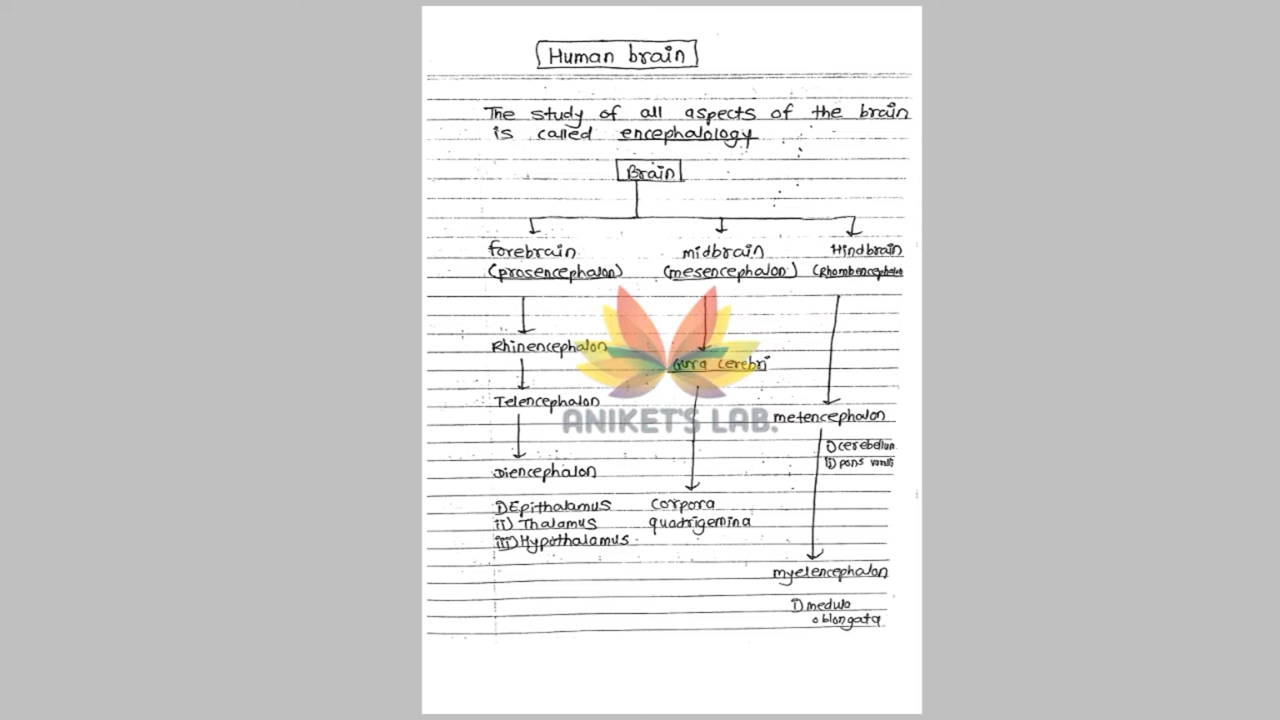 Human brain
The study of all aspects of the brain
is called encephalology
Brain
forebrain
(prosencephalon)
midbrain
(mesencephalon)
Hindbrain
(Rhombencephalon
Rhinencephalon
Telencephalon
Diencephalon
i) Epithalamus
ii) Thalamus
iii) Hypothalamus
cerebri
corpora
quadrigemina
metencephalon
i) cerebellum
ii) pons
myelencephalon
i) medulo
oblongata
ANIKET'S LAB.